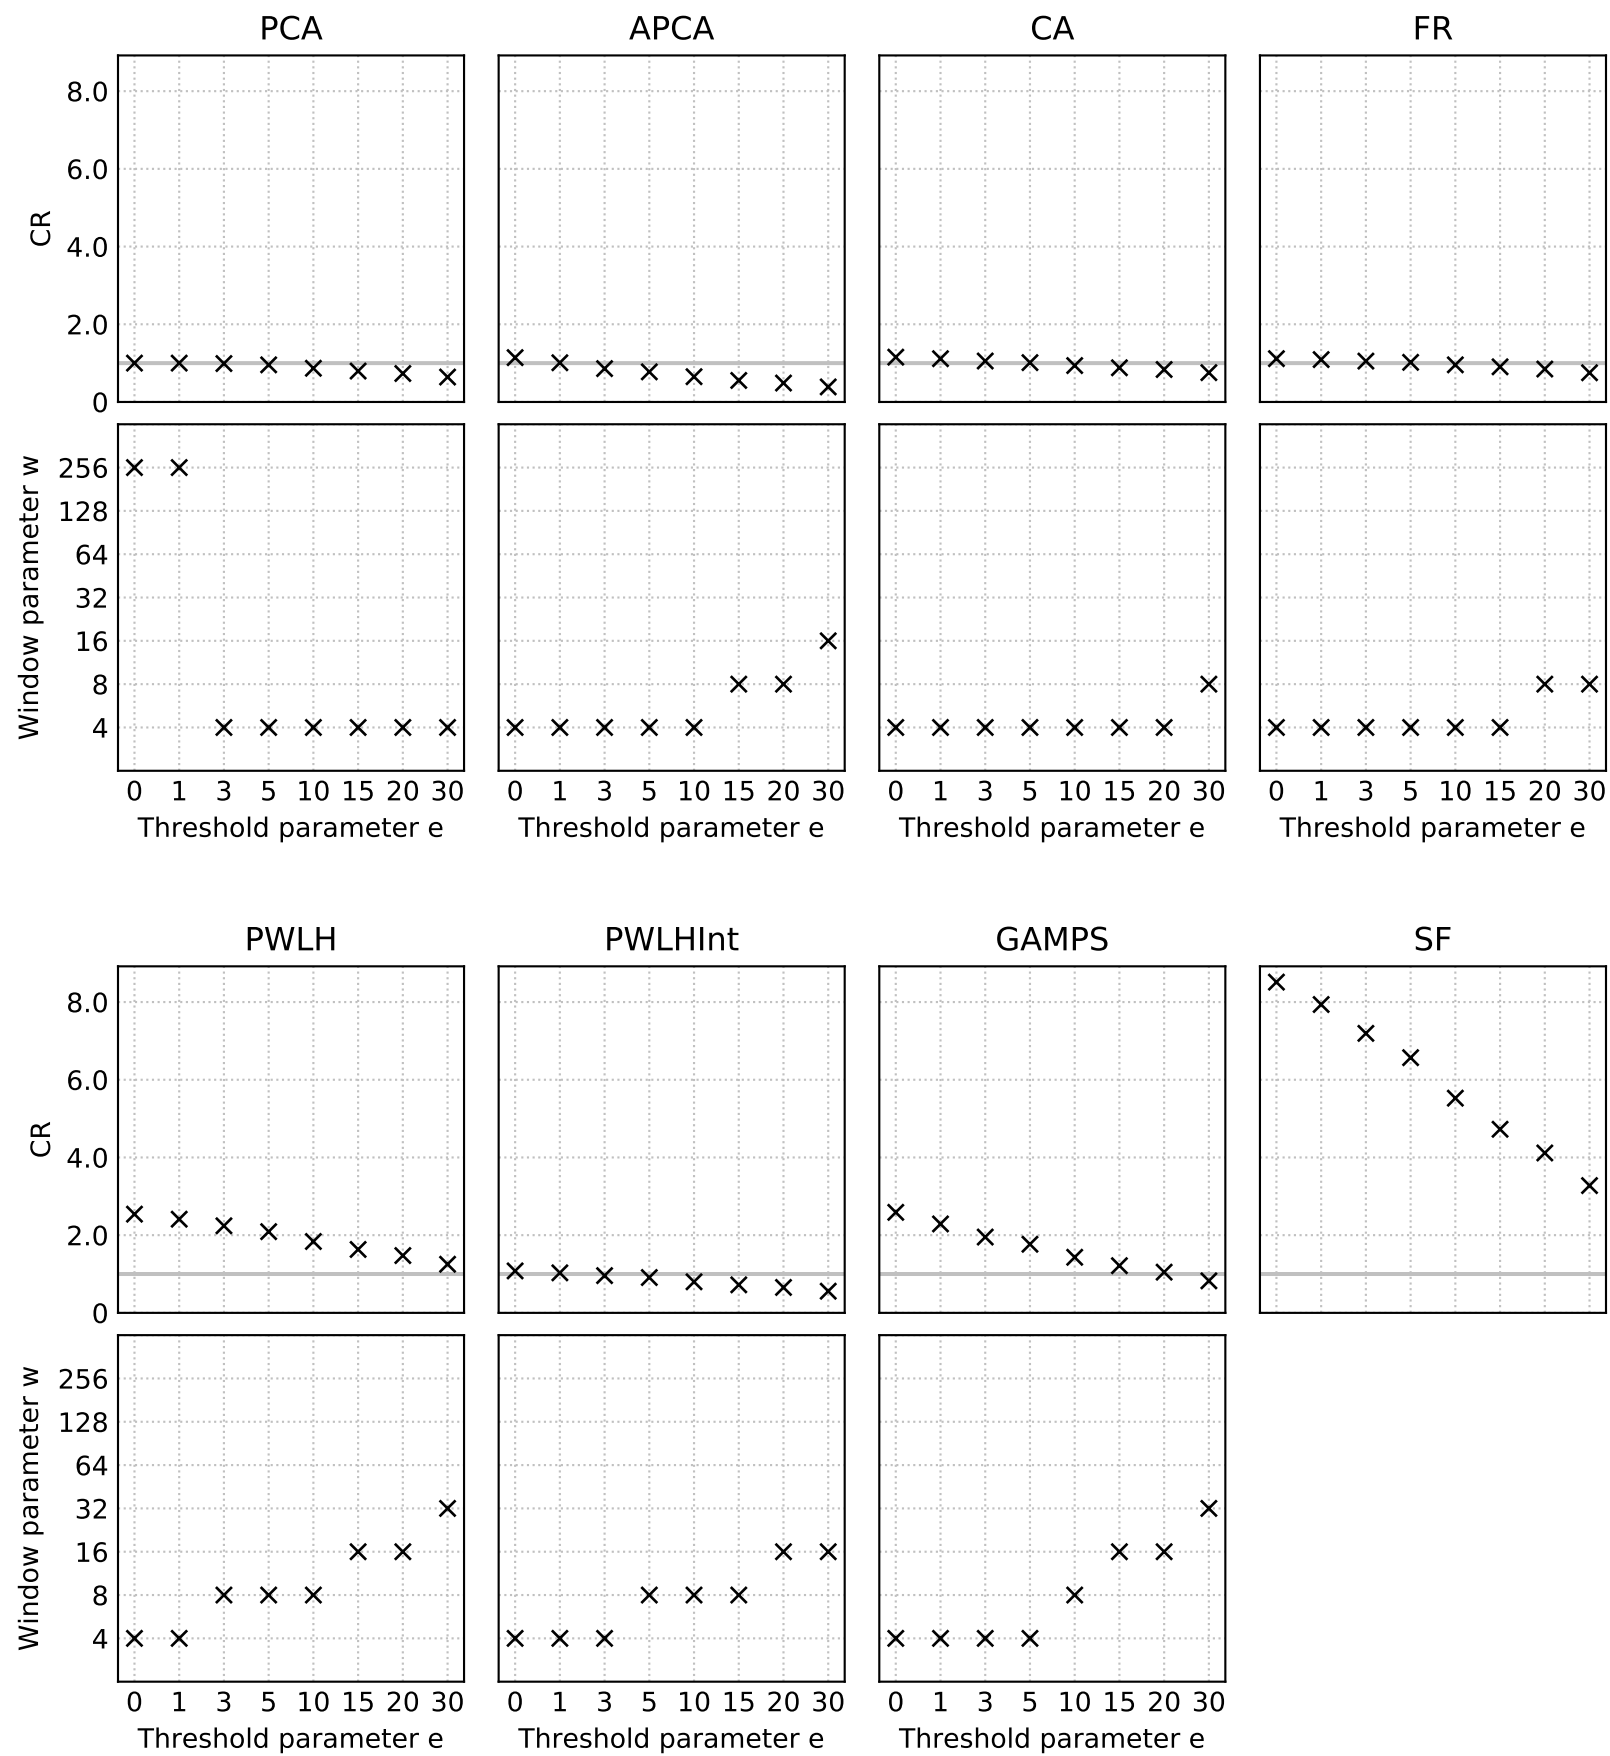 PCA APCA CA FR
CR
8.0
6.0
4.0
2.0
0
Window parameter w
256
128
64
32
16
8
4
0 1 3 5 10 15 20 30 0 1 3 5 10 15 20 30 0 1 3 5 10 15 20 30 0 1 3 5 10 15 20 30
Threshold parameter e Threshold parameter e Threshold parameter e Threshold parameter e
PWLH PWLHInt GAMPS SF
CR
8.0
6.0
4.0
2.0
0
Window parameter w
256
128
64
32
16
8
4
0 1 3 5 10 15 20 30 0 1 3 5 10 15 20 30 0 1 3 5 10 15 20 30
Threshold parameter e Threshold parameter e Threshold parameter e